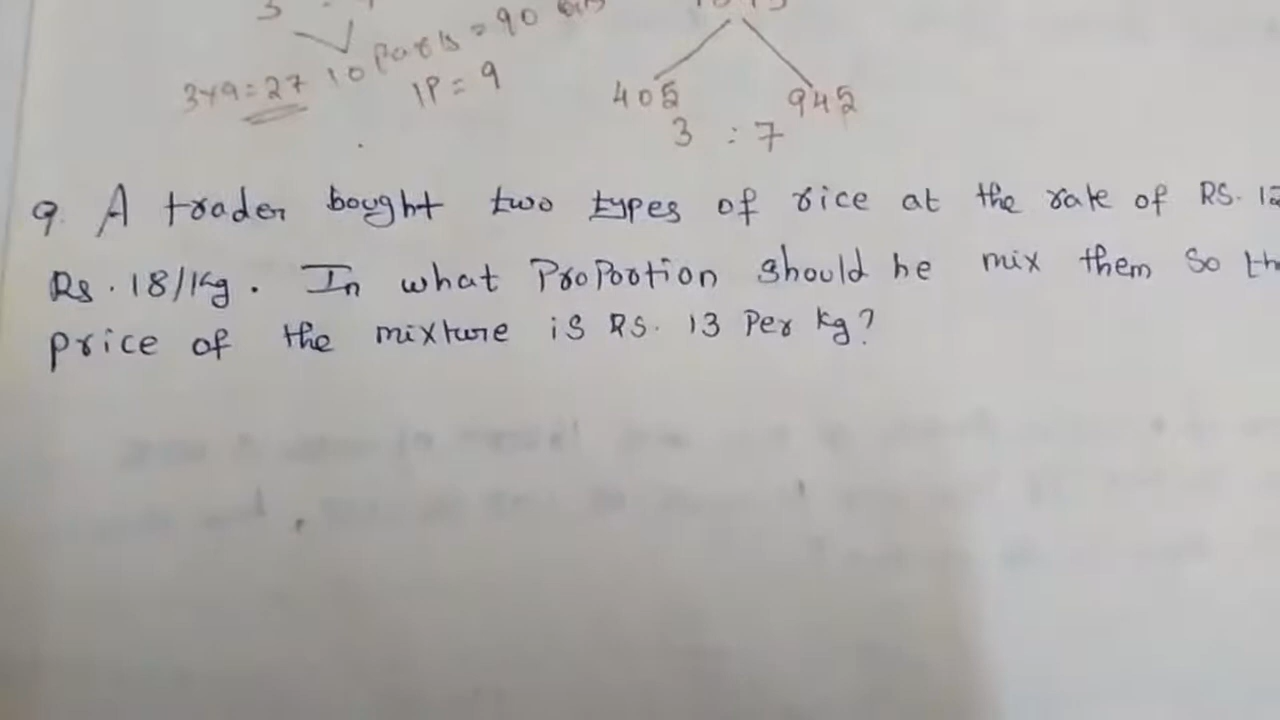 3x9=27 10 parts = 90
1P = 9
405 945
3 : 7
9. A trader bought two types of rice at the rate of RS. 12
Rs. 18/kg. In what Proportion should he mix them so
price of the mixture is RS. 13 Per kg?